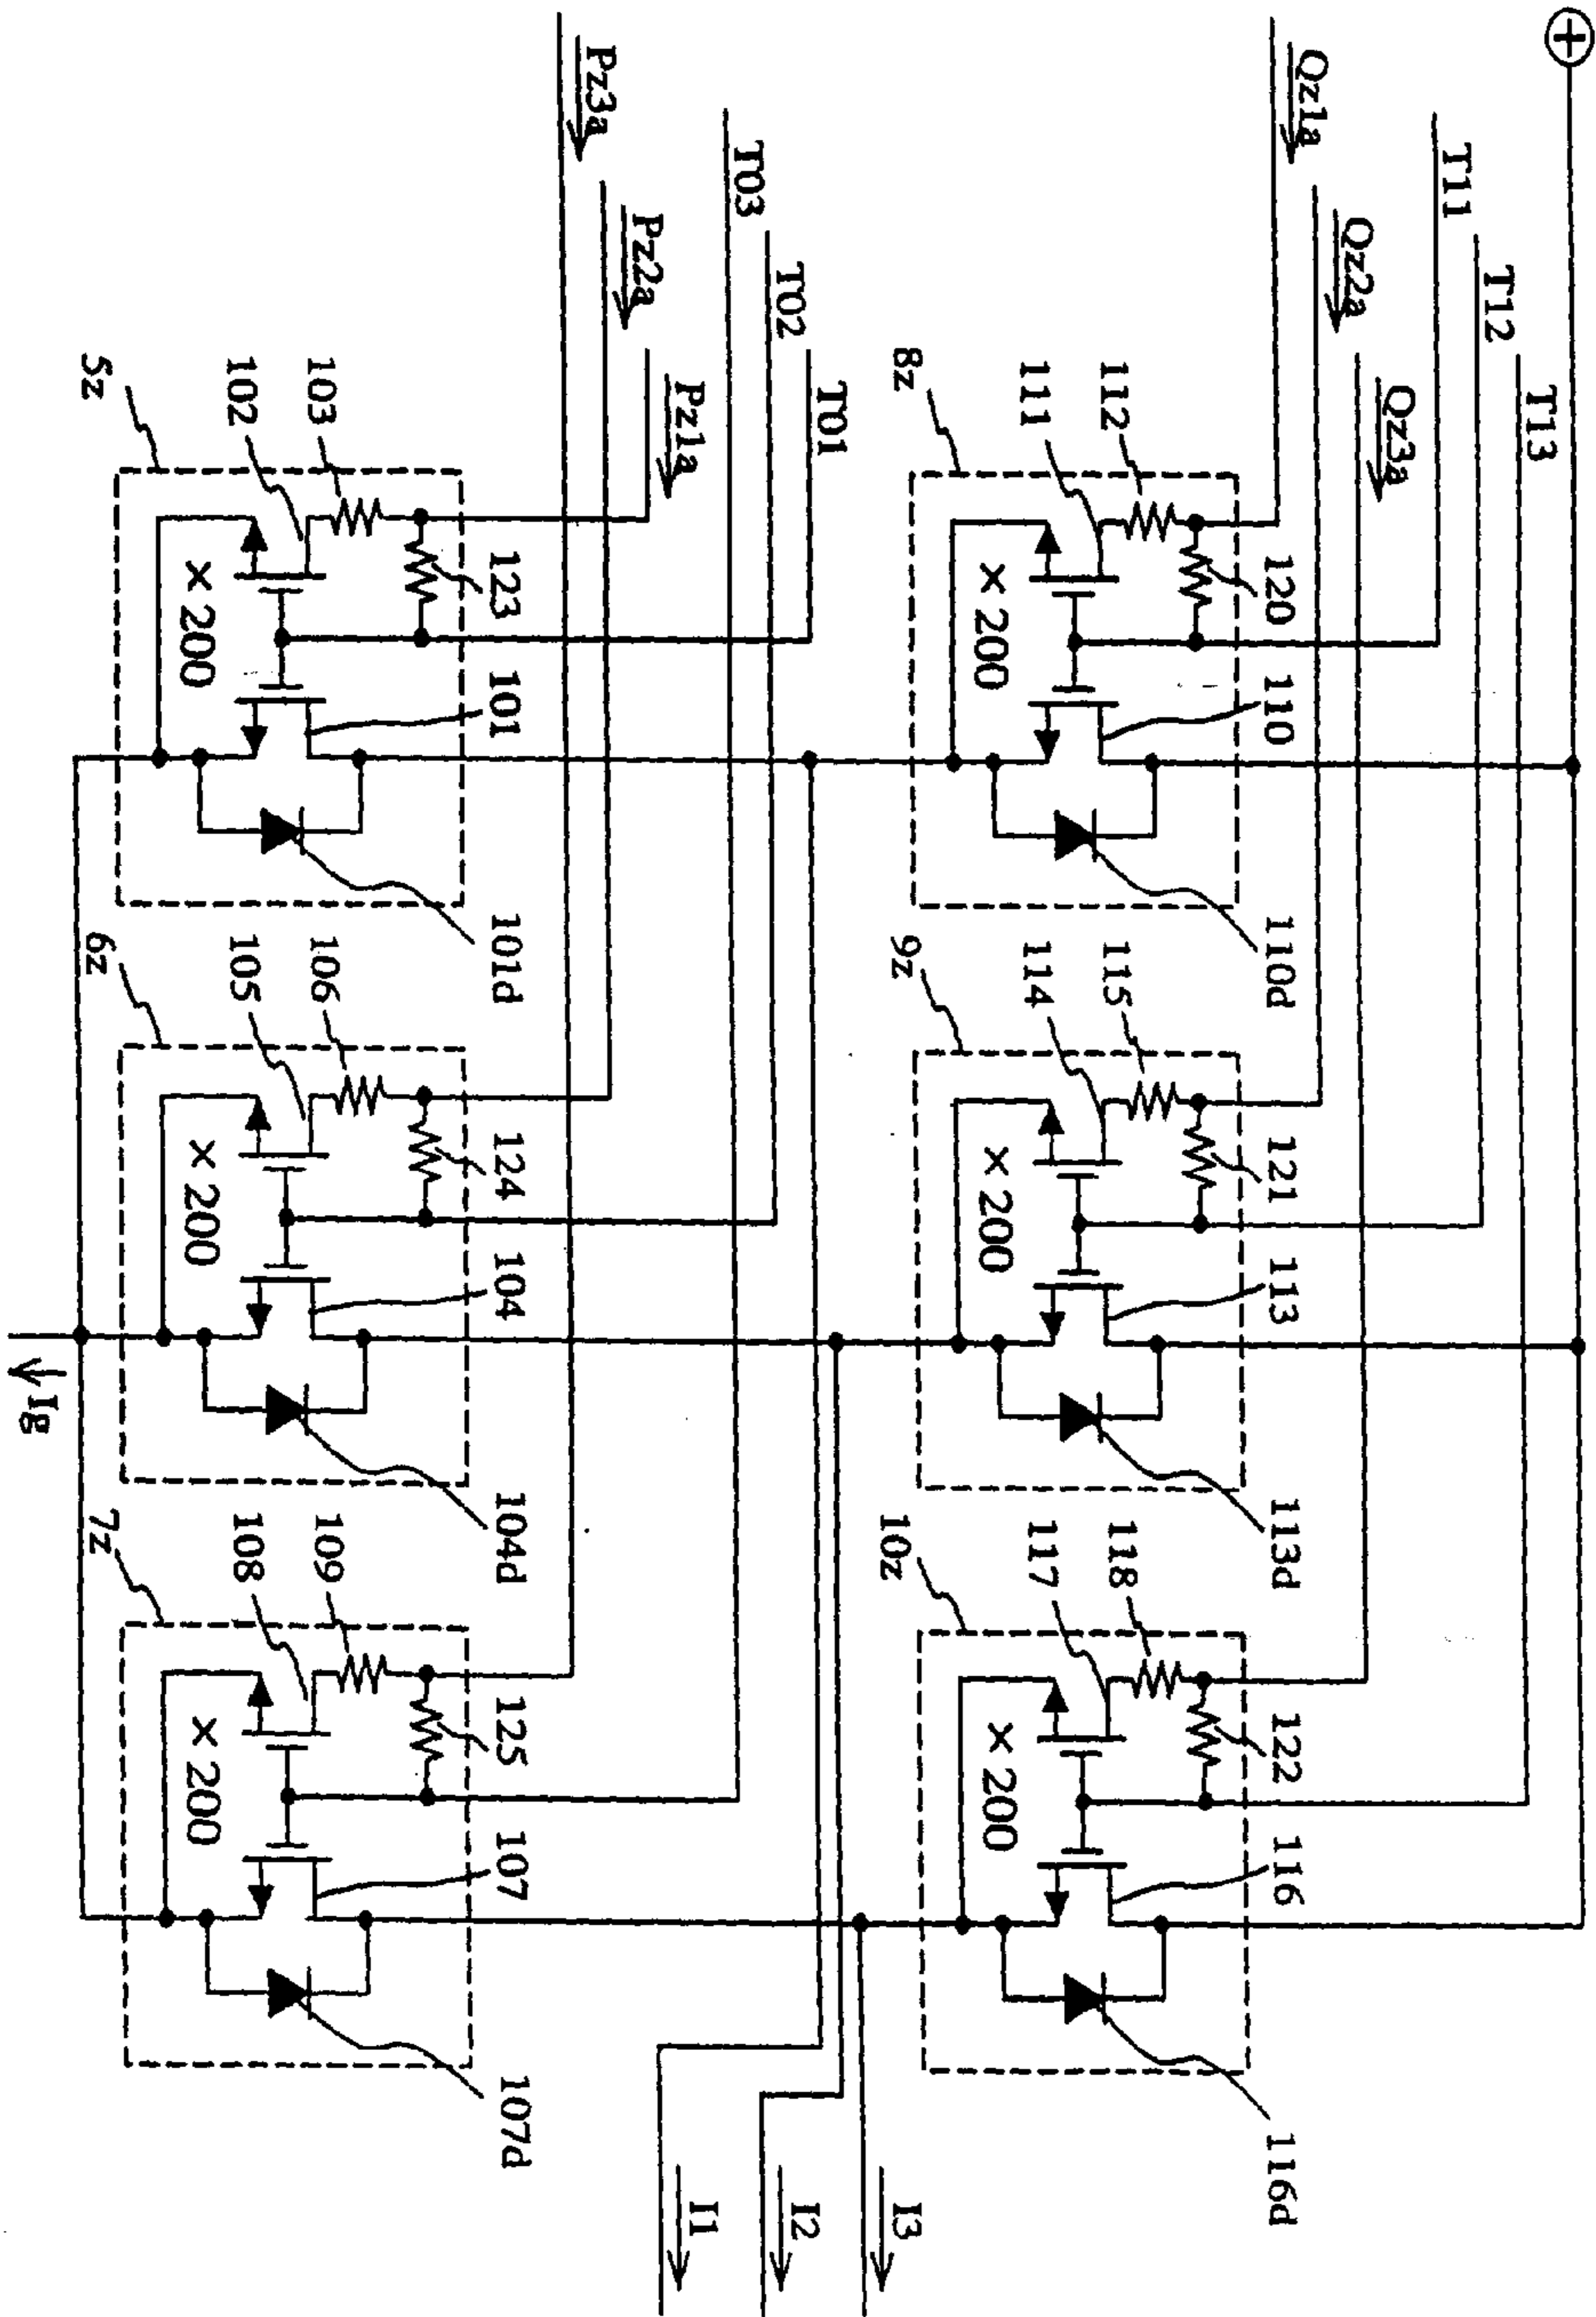 +
Qz1a
Qz2a
Qz3a
T11
T12
T13
8z
111
112
120
× 200
110
110d
9z
114
115
121
× 200
113
113d
10z
117
118
122
× 200
116
116d
Pz3a
Pz2a
Pz1a
T03
T02
T01
5z
102
103
123
× 200
101
101d
6z
105
106
124
× 200
104
104d
7z
108
109
125
× 200
107
107d
I3
I2
I1
Ig